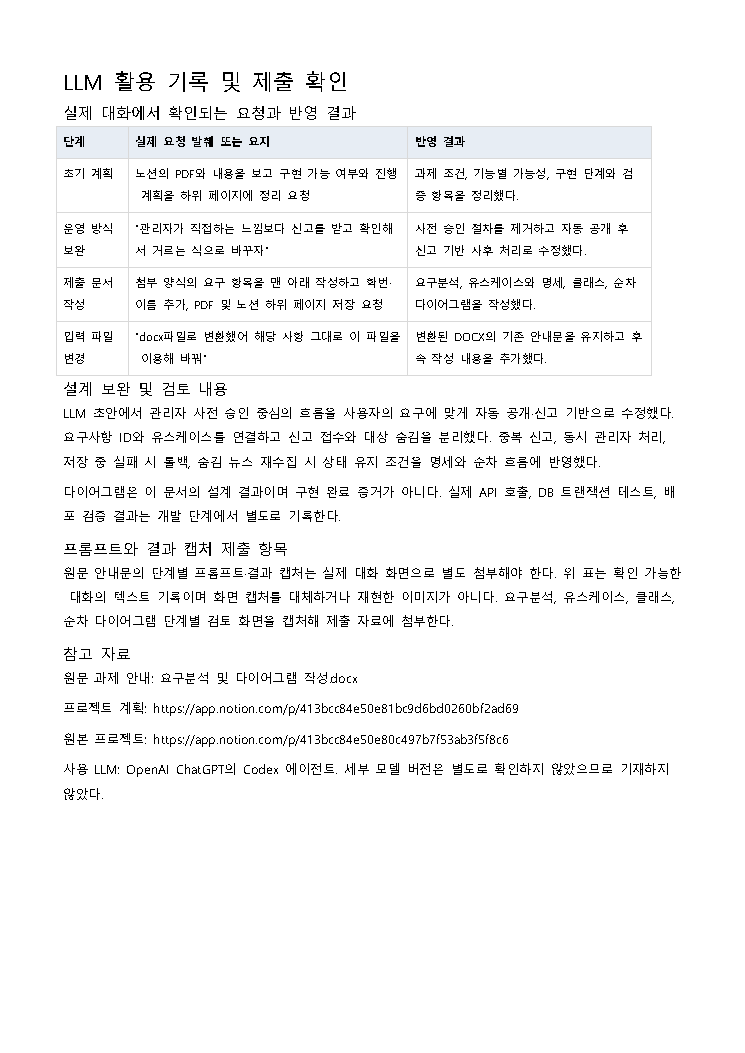 LLM 활용 기록 및 제출 확인
실제 대화에서 확인되는 요청과 반영 결과
단계 실제 요청 발췌 또는 요지 반영 결과
초기 계획 노션의 PDF와 내용을 보고 구현 가능 여부와 진행 과제 조건, 기능별 가능성, 구현 단계와 검
계획을 하위 페이지에 정리 요청 증 항목을 정리했다.
운영 방식 "관리자가 직접하는 느낌보다 신고를 받고 확인해 사전 승인 절차를 제거하고 자동 공개 후
보완 서 거르는 식으로 바꾸자" 신고 기반 사후 처리로 수정했다.
제출 문서 첨부 양식의 요구 항목을 맨 아래 작성하고 학번· 요구분석, 유스케이스와 명세, 클래스, 순차
작성 이름 추가, PDF 및 노션 하위 페이지 저장 요청 다이어그램을 작성했다.
입력 파일 "docx파일로 변환했어 해당 사항 그대로 이 파일을 변환된 DOCX의 기존 안내문을 유지하고 후
변경 이용해 바꿔" 속 작성 내용을 추가했다.
설계 보완 및 검토 내용
LLM 초안에서 관리자 사전 승인 중심의 흐름을 사용자의 요구에 맞게 자동 공개·신고 기반으로 수정했다.
요구사항 ID와 유스케이스를 연결하고 신고 접수와 대상 숨김을 분리했다. 중복 신고, 동시 관리자 처리,
저장 중 실패 시 롤백, 숨김 뉴스 재수집 시 상태 유지 조건을 명세와 순차 흐름에 반영했다.
다이어그램은 이 문서의 설계 결과이며 구현 완료 증거가 아니다. 실제 API 호출, DB 트랜잭션 테스트, 배
포 검증 결과는 개발 단계에서 별도로 기록한다.
프롬프트와 결과 캡처 제출 항목
원문 안내문의 단계별 프롬프트·결과 캡처는 실제 대화 화면으로 별도 첨부해야 한다. 위 표는 확인 가능한
대화의 텍스트 기록이며 화면 캡처를 대체하거나 재현한 이미지가 아니다. 요구분석, 유스케이스, 클래스,
순차 다이어그램 단계별 검토 화면을 캡처해 제출 자료에 첨부한다.
참고 자료
원문 과제 안내: 요구분석 및 다이어그램 작성.docx
프로젝트 계획: https://app.notion.com/p/413bcc84e50e81bc9d6bd0260bf2ad69
원본 프로젝트: https://app.notion.com/p/413bcc84e50e80c497b7f53ab3f5f8c6
사용 LLM: OpenAI ChatGPT의 Codex 에이전트. 세부 모델 버전은 별도로 확인하지 않았으므로 기재하지
않았다.